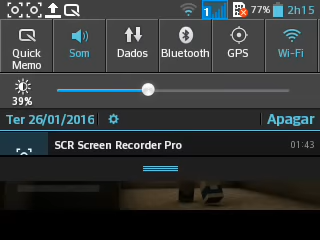 1 77% 2h15
Quick Memo Som Dados Bluetooth GPS Wi-Fi
39%
Ter 26/01/2016 Apagar
SCR Screen Recorder Pro 01:43